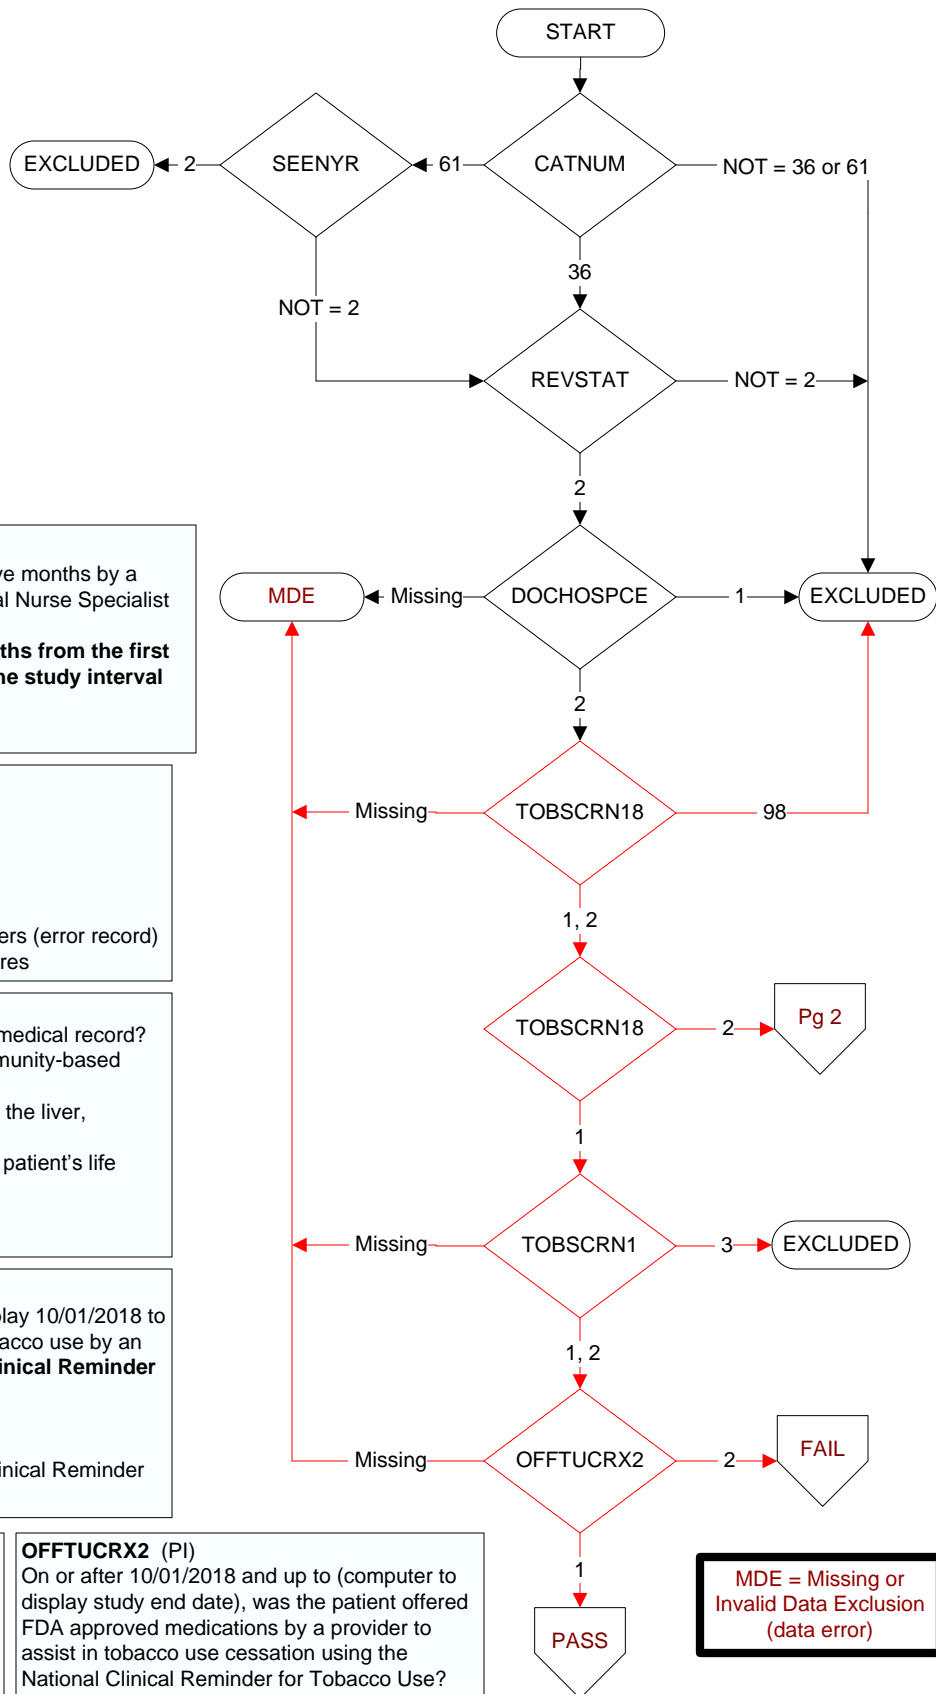 START
CATNUM
SEENYR
EXCLUDED
2
61
NOT = 36 or 61
36
NOT = 2
REVSTAT
NOT = 2
2
DOCHOSPCE
Missing
MDE
1
EXCLUDED
2
TOBSCRN18
Missing
98
1, 2
TOBSCRN18
2
Pg 2
1
TOBSCRN1
Missing
3
EXCLUDED
1, 2
OFFTUCRX2
Missing
2
FAIL
1
PASS
MDE = Missing or
Invalid Data Exclusion
(data error)
ve months by a
al Nurse Specialist
ths from the first
he study interval
ers (error record)
res
medical record?
munity-based
the liver,
patient's life
play 10/01/2018 to
acco use by an
linical Reminder
inical Reminder
OFFTUCRX2 (PI)
On or after 10/01/2018 and up to (computer to
display study end date), was the patient offered
FDA approved medications by a provider to
assist in tobacco use cessation using the
National Clinical Reminder for Tobacco Use?